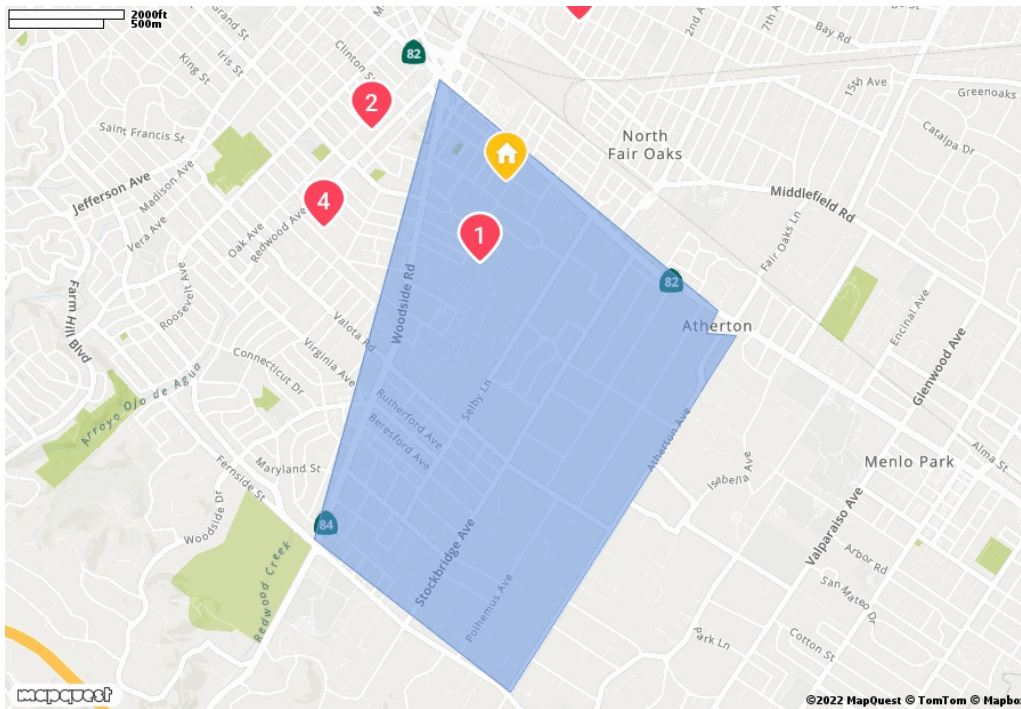 2000ft
500m
Grand St
Iris St
King St
Clinton St
82
2nd A
7th Ave
Bay Rd
15th Ave
Greenoaks
2
Saint Francis St
North
Fair Oaks
Catalpa Dr
Jefferson Ave
Madison Ave
Middlefield Rd
4
Vera Ave
Oak Ave
Redwood Ave
1
Fair Oaks Ln
Roosevelt Ave
Farm Hill Blvd
Woodside Rd
82
Encinal Ave
Atherton
Valota Rd
Virginia Ave
Glenwood Ave
Connecticut Dr
Arroyo Ojo de Agua
Selby Ln
Rutherford Ave
Beresford Ave
Atherton Ave
Alma St
Maryland St
Menlo Park
Fernside St
Isabella Ave
Woodside Dr
84
Valparaiso Ave
Stockbridge Ave
Arbor Rd
Redwood Creek
Polhemus Ave
San Mateo Dr
Park Ln
Cotton St
mapquest
©2022 MapQuest © TomTom © Mapbo